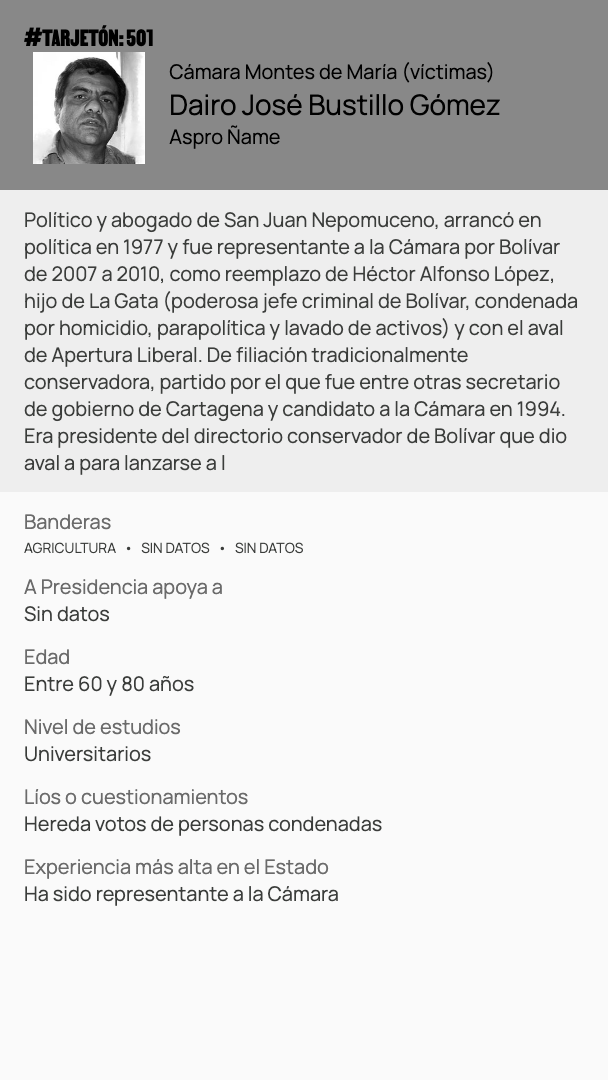 #TARJETÓN: 501
Cámara Montes de María (víctimas)
Dairo José Bustillo Gómez
Aspro Ñame
Político y abogado de San Juan Nepomuceno, arrancó en
política en 1977 y fue representante a la Cámara por Bolívar
de 2007 a 2010, como reemplazo de Héctor Alfonso López,
hijo de La Gata (poderosa jefe criminal de Bolívar, condenada
por homicidio, parapolítica y lavado de activos) y con el aval
de Apertura Liberal. De filiación tradicionalmente
conservadora, partido por el que fue entre otras secretario
de gobierno de Cartagena y candidato a la Cámara en 1994.
Era presidente del directorio conservador de Bolívar que dio
aval a para lanzarse a l
Banderas
AGRICULTURA • SIN DATOS • SIN DATOS
A Presidencia apoya a
Sin datos
Edad
Entre 60 y 80 años
Nivel de estudios
Universitarios
Líos o cuestionamientos
Hereda votos de personas condenadas
Experiencia más alta en el Estado
Ha sido representante a la Cámara